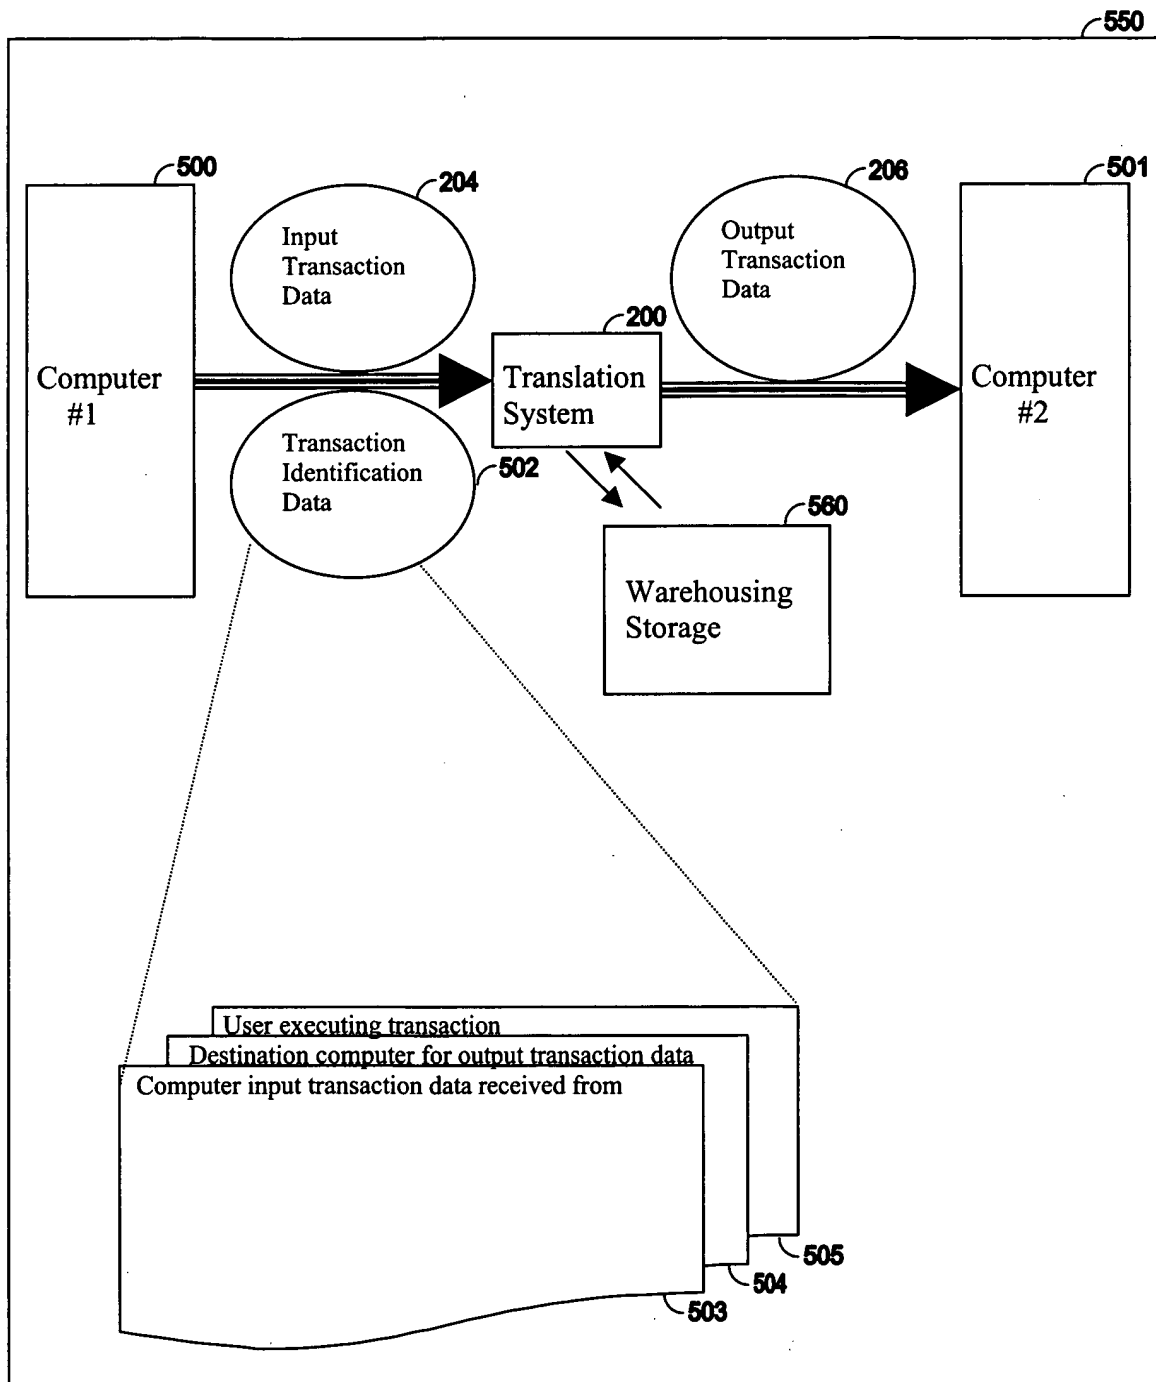 550
500
204
206
501
Input
Transaction
Data
Output
Transaction
Data
200
Computer
#1
Translation
System
Computer
#2
Transaction
Identification
Data
502
560
Warehousing
Storage
User executing transaction
Destination computer for output transaction data
Computer input transaction data received from
505
504
503